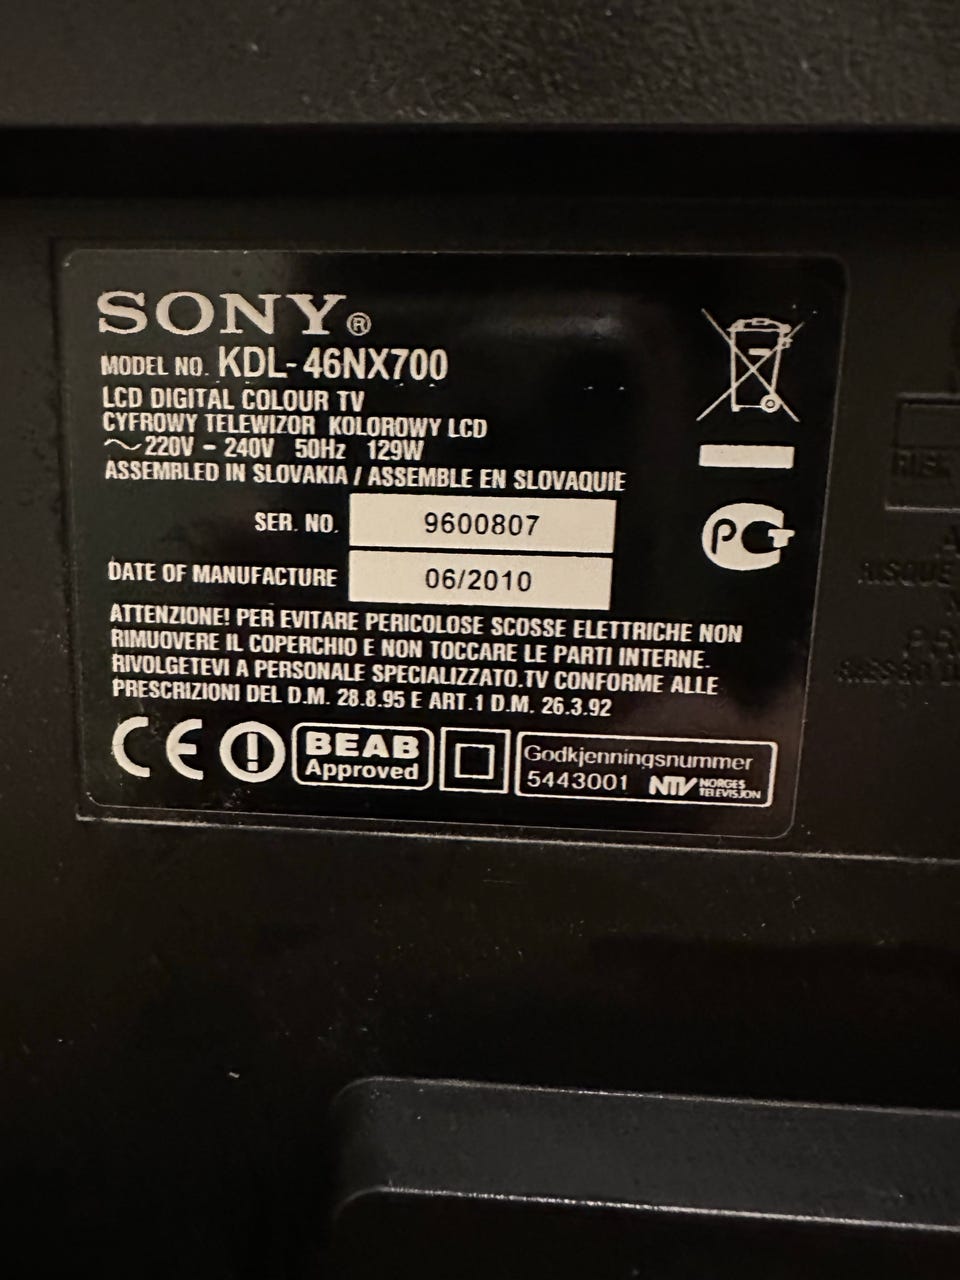 SONY®
MODEL NO. KDL-46NX700
LCD DIGITAL COLOUR TV
CYFROWY TELEWIZOR KOLOROWY LCD
~220V - 240V 50Hz 129W
ASSEMBLED IN SLOVAKIA / ASSEMBLE EN SLOVAQUIE
SER. NO. 9600807
DATE OF MANUFACTURE 06/2010
ATTENZIONE! PER EVITARE PERICOLOSE SCOSSE ELETTRICHE NON
RIMUOVERE IL COPERCHIO E NON TOCCARE LE PARTI INTERNE.
RIVOLGETEVI A PERSONALE SPECIALIZZATO.TV CONFORME ALLE
PRESCRIZIONI DEL D.M. 28.8.95 E ART.1 D.M. 26.3.92
CE BEAB Approved
Godkjenningsnummer
5443001 NTV NORGES TELEVISJON
RISQUE